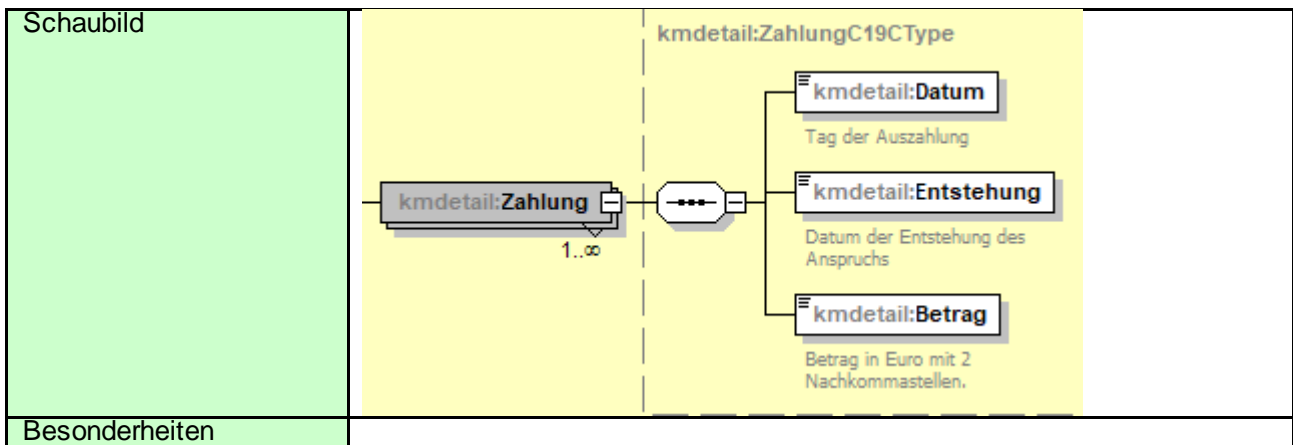 Schaubild
kmdetail:ZahlungC19CType
kmdetail:Datum
Tag der Auszahlung
kmdetail:Zahlung
1..∞
kmdetail:Entstehung
Datum der Entstehung des
Anspruchs
kmdetail:Betrag
Betrag in Euro mit 2
Nachkommastellen.
Besonderheiten